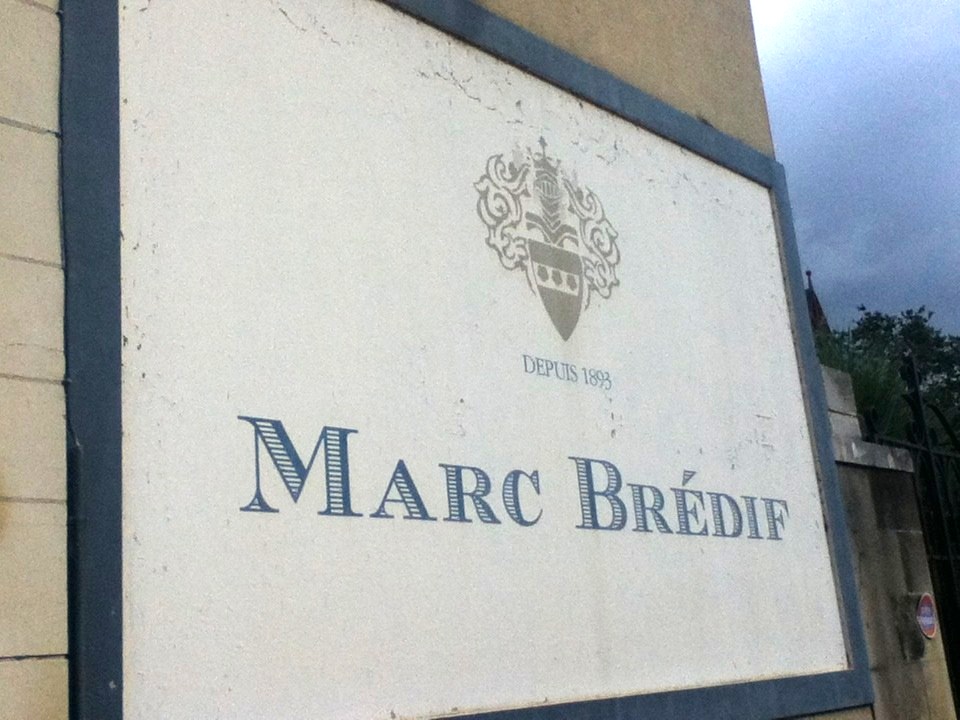 DEPUIS 1893
MARC BRÉDIF